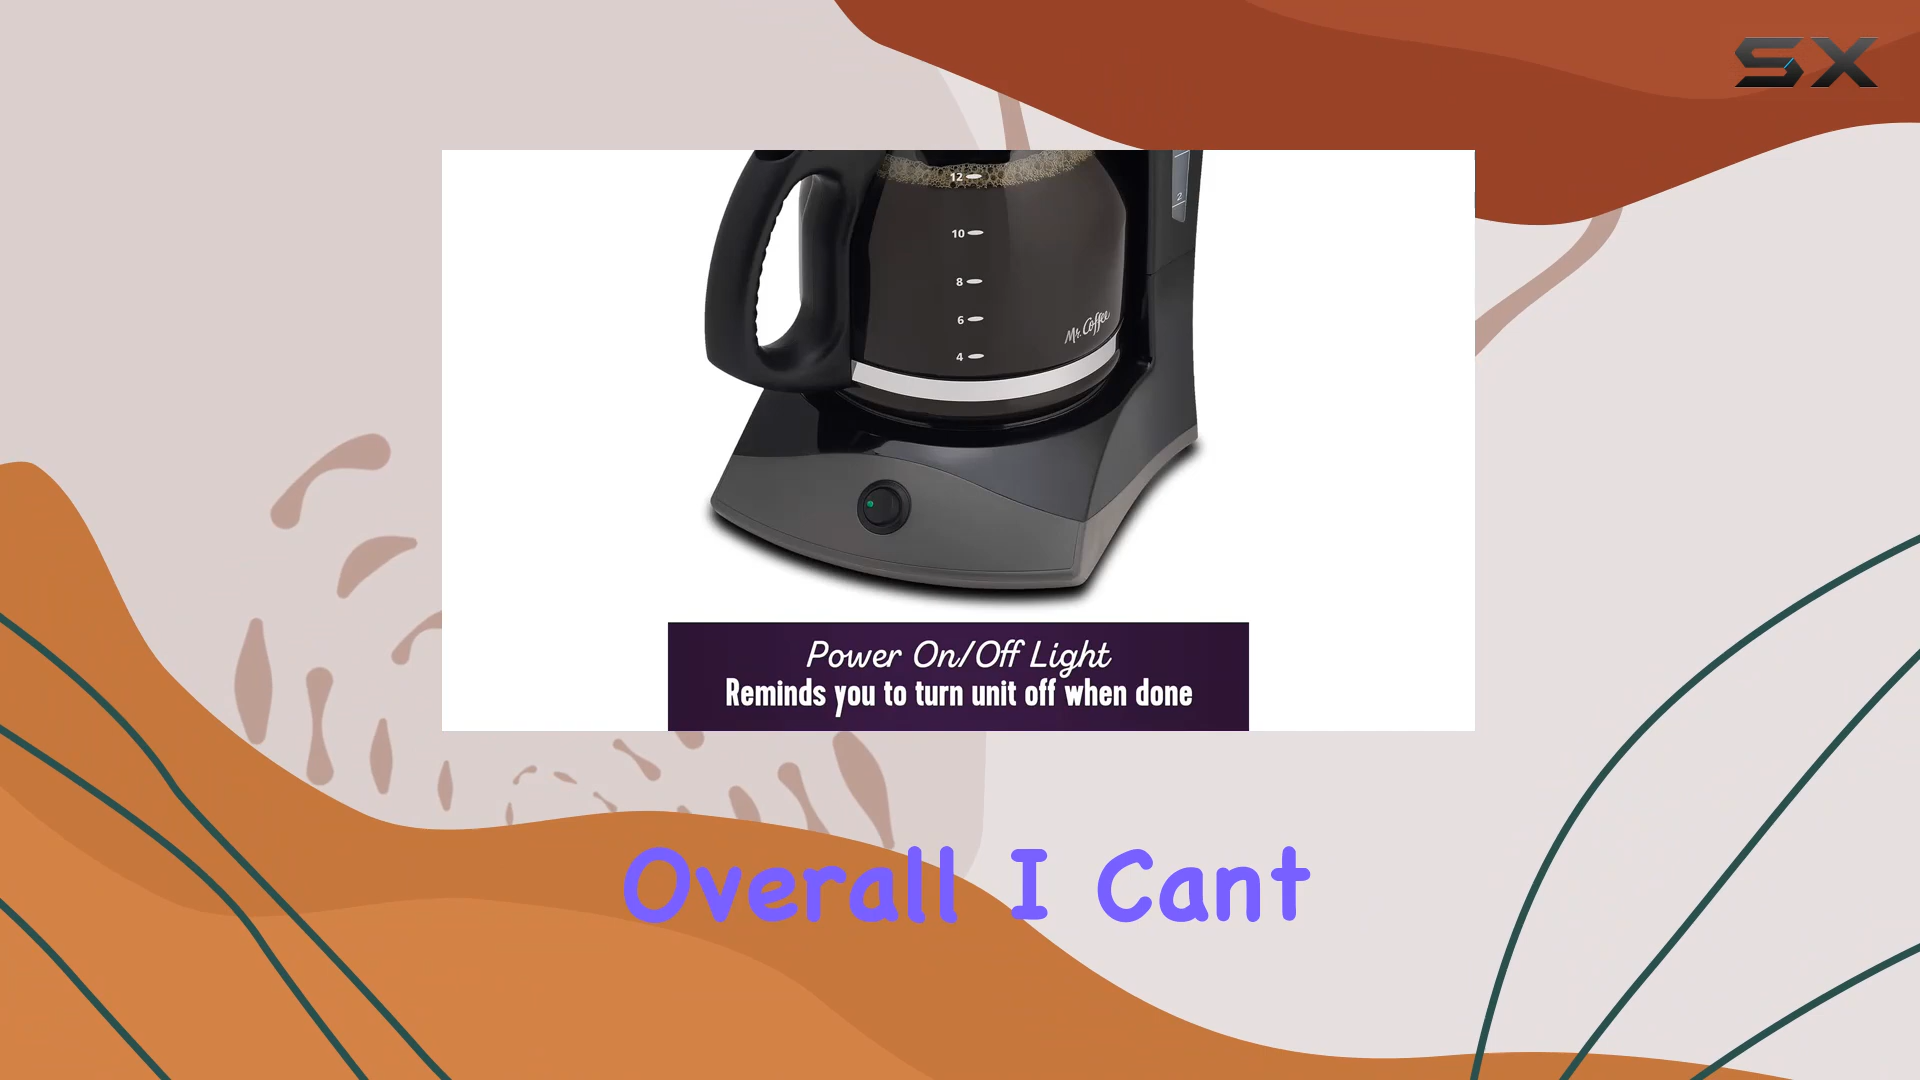 SX
12
2
10
8
6
Mr. Coffee
4
Power On/Off Light
Reminds you to turn unit off when done
Overall I Cant